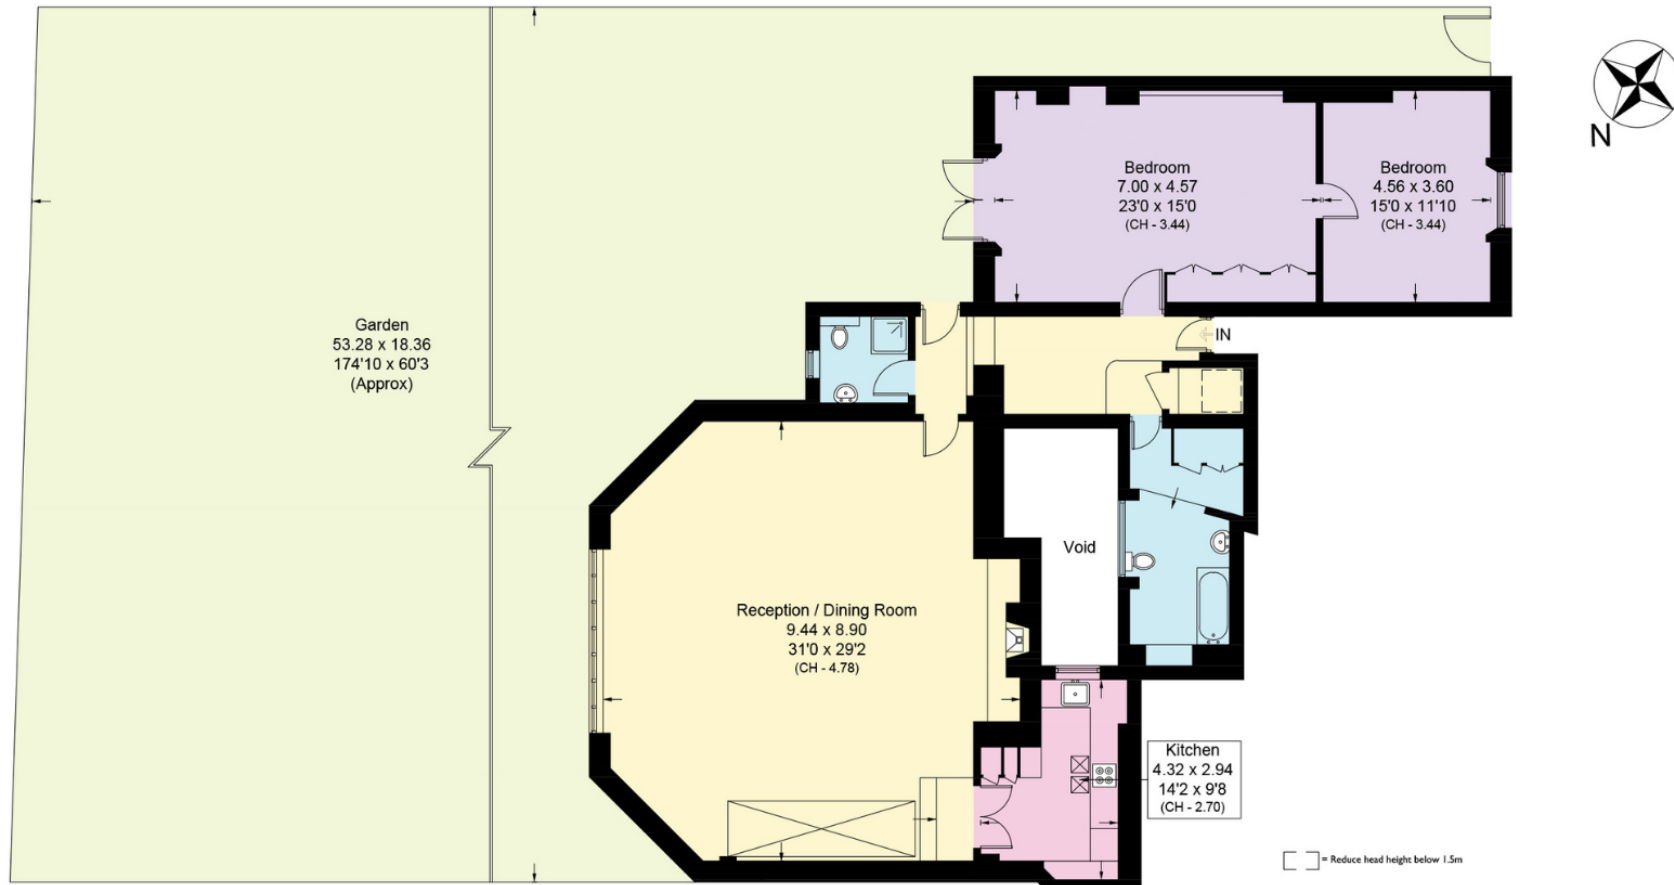 N
Bedroom
7.00 x 4.57
23'0 x 15'0
(CH - 3.44)
Bedroom
4.56 x 3.60
15'0 x 11'10
(CH - 3.44)
IN
Garden
53.28 x 18.36
174'10 x 60'3
(Approx)
Void
Reception / Dining Room
9.44 x 8.90
31'0 x 29'2
(CH - 4.78)
Kitchen
4.32 x 2.94
14'2 x 9'8
(CH - 2.70)
= Reduce head height below 1.5m